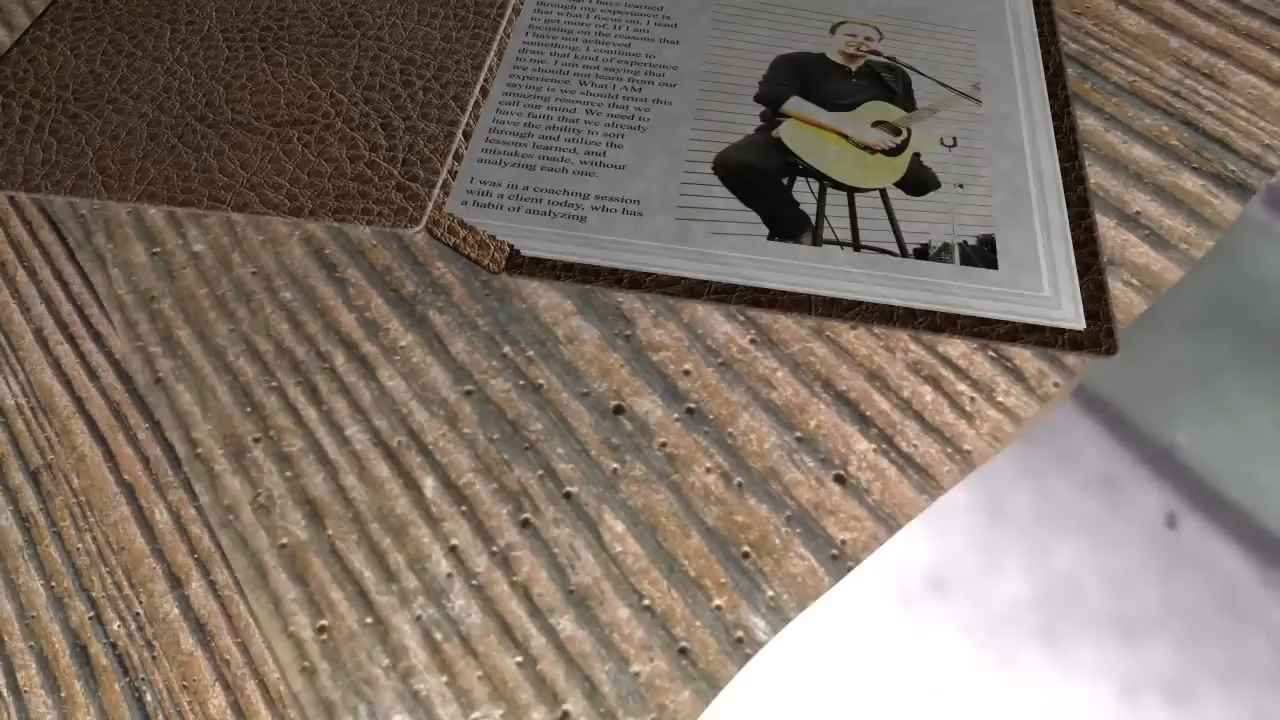 that I have learned
through my experience is
that what I focus on, I tend
to get more of. If I am
focusing on the reasons that
I have not achieved
something, I continue to
draw that kind of experience
to me. I am not saying that
we should not learn from our
experience. What I AM
saying is we should trust this
amazing resource that we
call our mind. We need to
have faith that we already
have the ability to sort
through and utilize the
lessons learned, and
mistakes made, without
analyzing each one.
I was in a coaching session
with a client today, who has
a habit of analyzing